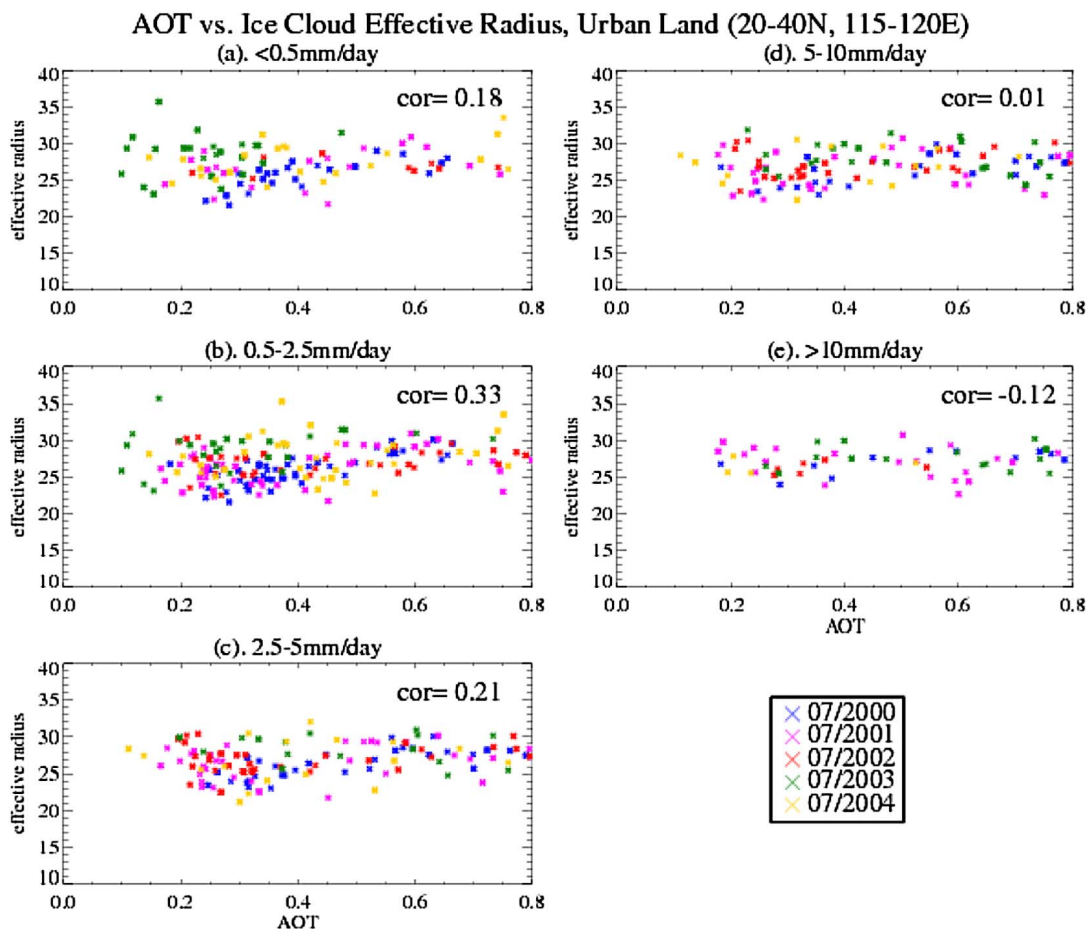 AOT vs. Ice Cloud Effective Radius, Urban Land (20-40N, 115-120E)
(a). <0.5mm/day
cor= 0.18
effective radius
40
35
30
25
20
15
10
0.0 0.2 0.4 0.6 0.8
(d). 5-10mm/day
cor= 0.01
effective radius
40
35
30
25
20
15
10
0.0 0.2 0.4 0.6 0.8
(b). 0.5-2.5mm/day
cor= 0.33
effective radius
40
35
30
25
20
15
10
0.0 0.2 0.4 0.6 0.8
(e). >10mm/day
cor= -0.12
effective radius
40
35
30
25
20
15
10
0.0 0.2 0.4 0.6 0.8
AOT
(c). 2.5-5mm/day
cor= 0.21
effective radius
40
35
30
25
20
15
10
0.0 0.2 0.4 0.6 0.8
AOT
07/2000
07/2001
07/2002
07/2003
07/2004